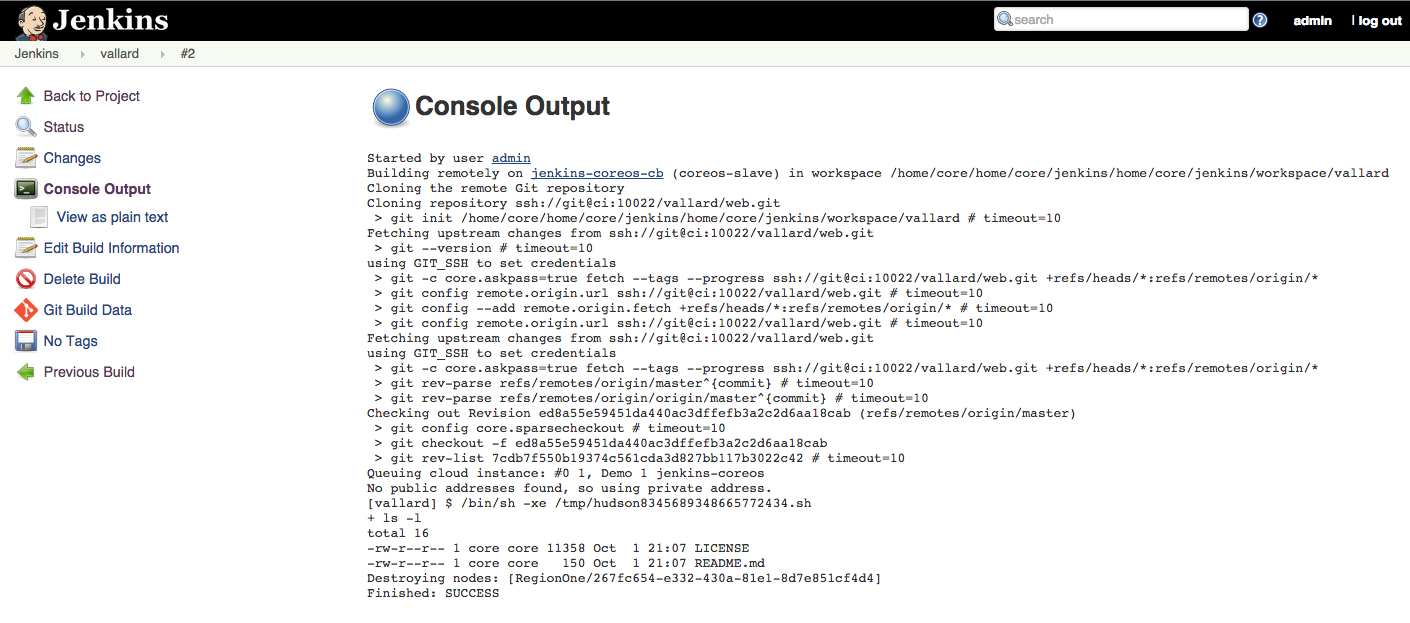 Jenkins
search
?
admin
| log out
Jenkins
vallard
#2
Back to Project
Status
Changes
Console Output
View as plain text
Edit Build Information
Delete Build
Git Build Data
No Tags
Previous Build
Console Output
Started by user admin
Building remotely on jenkins-coreos-cb (coreos-slave) in workspace /home/core/home/core/jenkins/home/core/jenkins/workspace/vallard
Cloning the remote Git repository
Cloning repository ssh://git@ci:10022/vallard/web.git
> git init /home/core/home/core/jenkins/home/core/jenkins/workspace/vallard # timeout=10
Fetching upstream changes from ssh://git@ci:10022/vallard/web.git
> git --version # timeout=10
using GIT_SSH to set credentials
> git -c core.askpass=true fetch --tags --progress ssh://git@ci:10022/vallard/web.git +refs/heads/*:refs/remotes/origin/*
> git config remote.origin.url ssh://git@ci:10022/vallard/web.git # timeout=10
> git config --add remote.origin.fetch +refs/heads/*:refs/remotes/origin/* # timeout=10
> git config remote.origin.url ssh://git@ci:10022/vallard/web.git # timeout=10
Fetching upstream changes from ssh://git@ci:10022/vallard/web.git
using GIT_SSH to set credentials
> git -c core.askpass=true fetch --tags --progress ssh://git@ci:10022/vallard/web.git +refs/heads/*:refs/remotes/origin/*
> git rev-parse refs/remotes/origin/master^{commit} # timeout=10
> git rev-parse refs/remotes/origin/origin/master^{commit} # timeout=10
Checking out Revision ed8a55e59451da440ac3dffefb3a2c2d6aa18cab (refs/remotes/origin/master)
> git config core.sparsecheckout # timeout=10
> git checkout -f ed8a55e59451da440ac3dffefb3a2c2d6aa18cab
> git rev-list 7cdb7f550b19374c561cda3d827bb117b3022c42 # timeout=10
Queuing cloud instance: #0 1, Demo 1 jenkins-coreos
No public addresses found, so using private address.
[vallard] $ /bin/sh -xe /tmp/hudson8345689348665772434.sh
+ ls -l
total 16
-rw-r--r-- 1 core core 11358 Oct  1 21:07 LICENSE
-rw-r--r-- 1 core core   150 Oct  1 21:07 README.md
Destroying nodes: [RegionOne/267fc654-e332-430a-81e1-8d7e851cf4d4]
Finished: SUCCESS